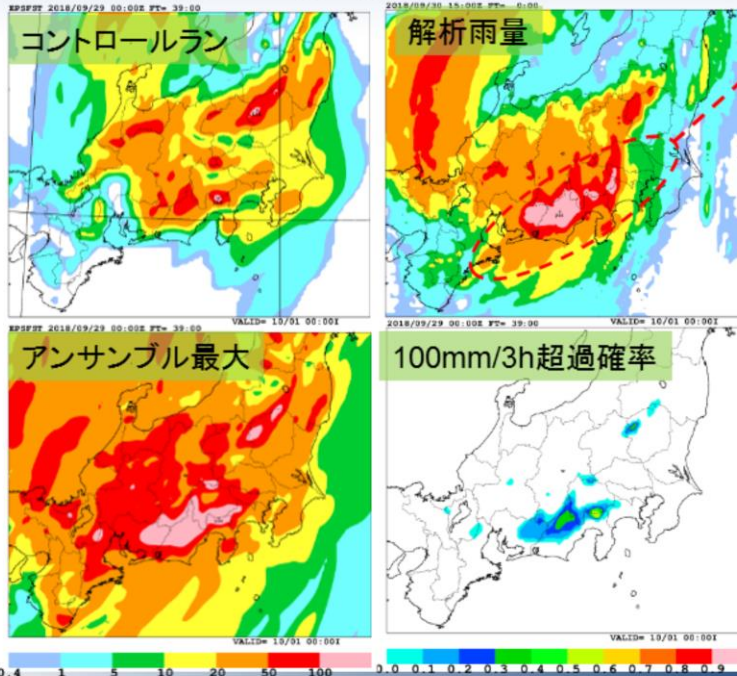 EPSFST 2018/09/29 00:00Z FT= 39:00
コントロールラン
VALID= 10/01 00:00I
2018/09/30 15:00Z FT= 0:00
解析雨量
VALID= 10/01 00:00I
EPSFST 2018/09/29 00:00Z FT= 39:00
アンサンブル最大
VALID= 10/01 00:00I
2018/09/29 00:00Z FT= 39:00
100mm/3h超過確率
VALID= 10/01 00:00I
0.4 1 5 10 20 50 100
0.0 0.1 0.2 0.3 0.4 0.5 0.6 0.7 0.8 0.9